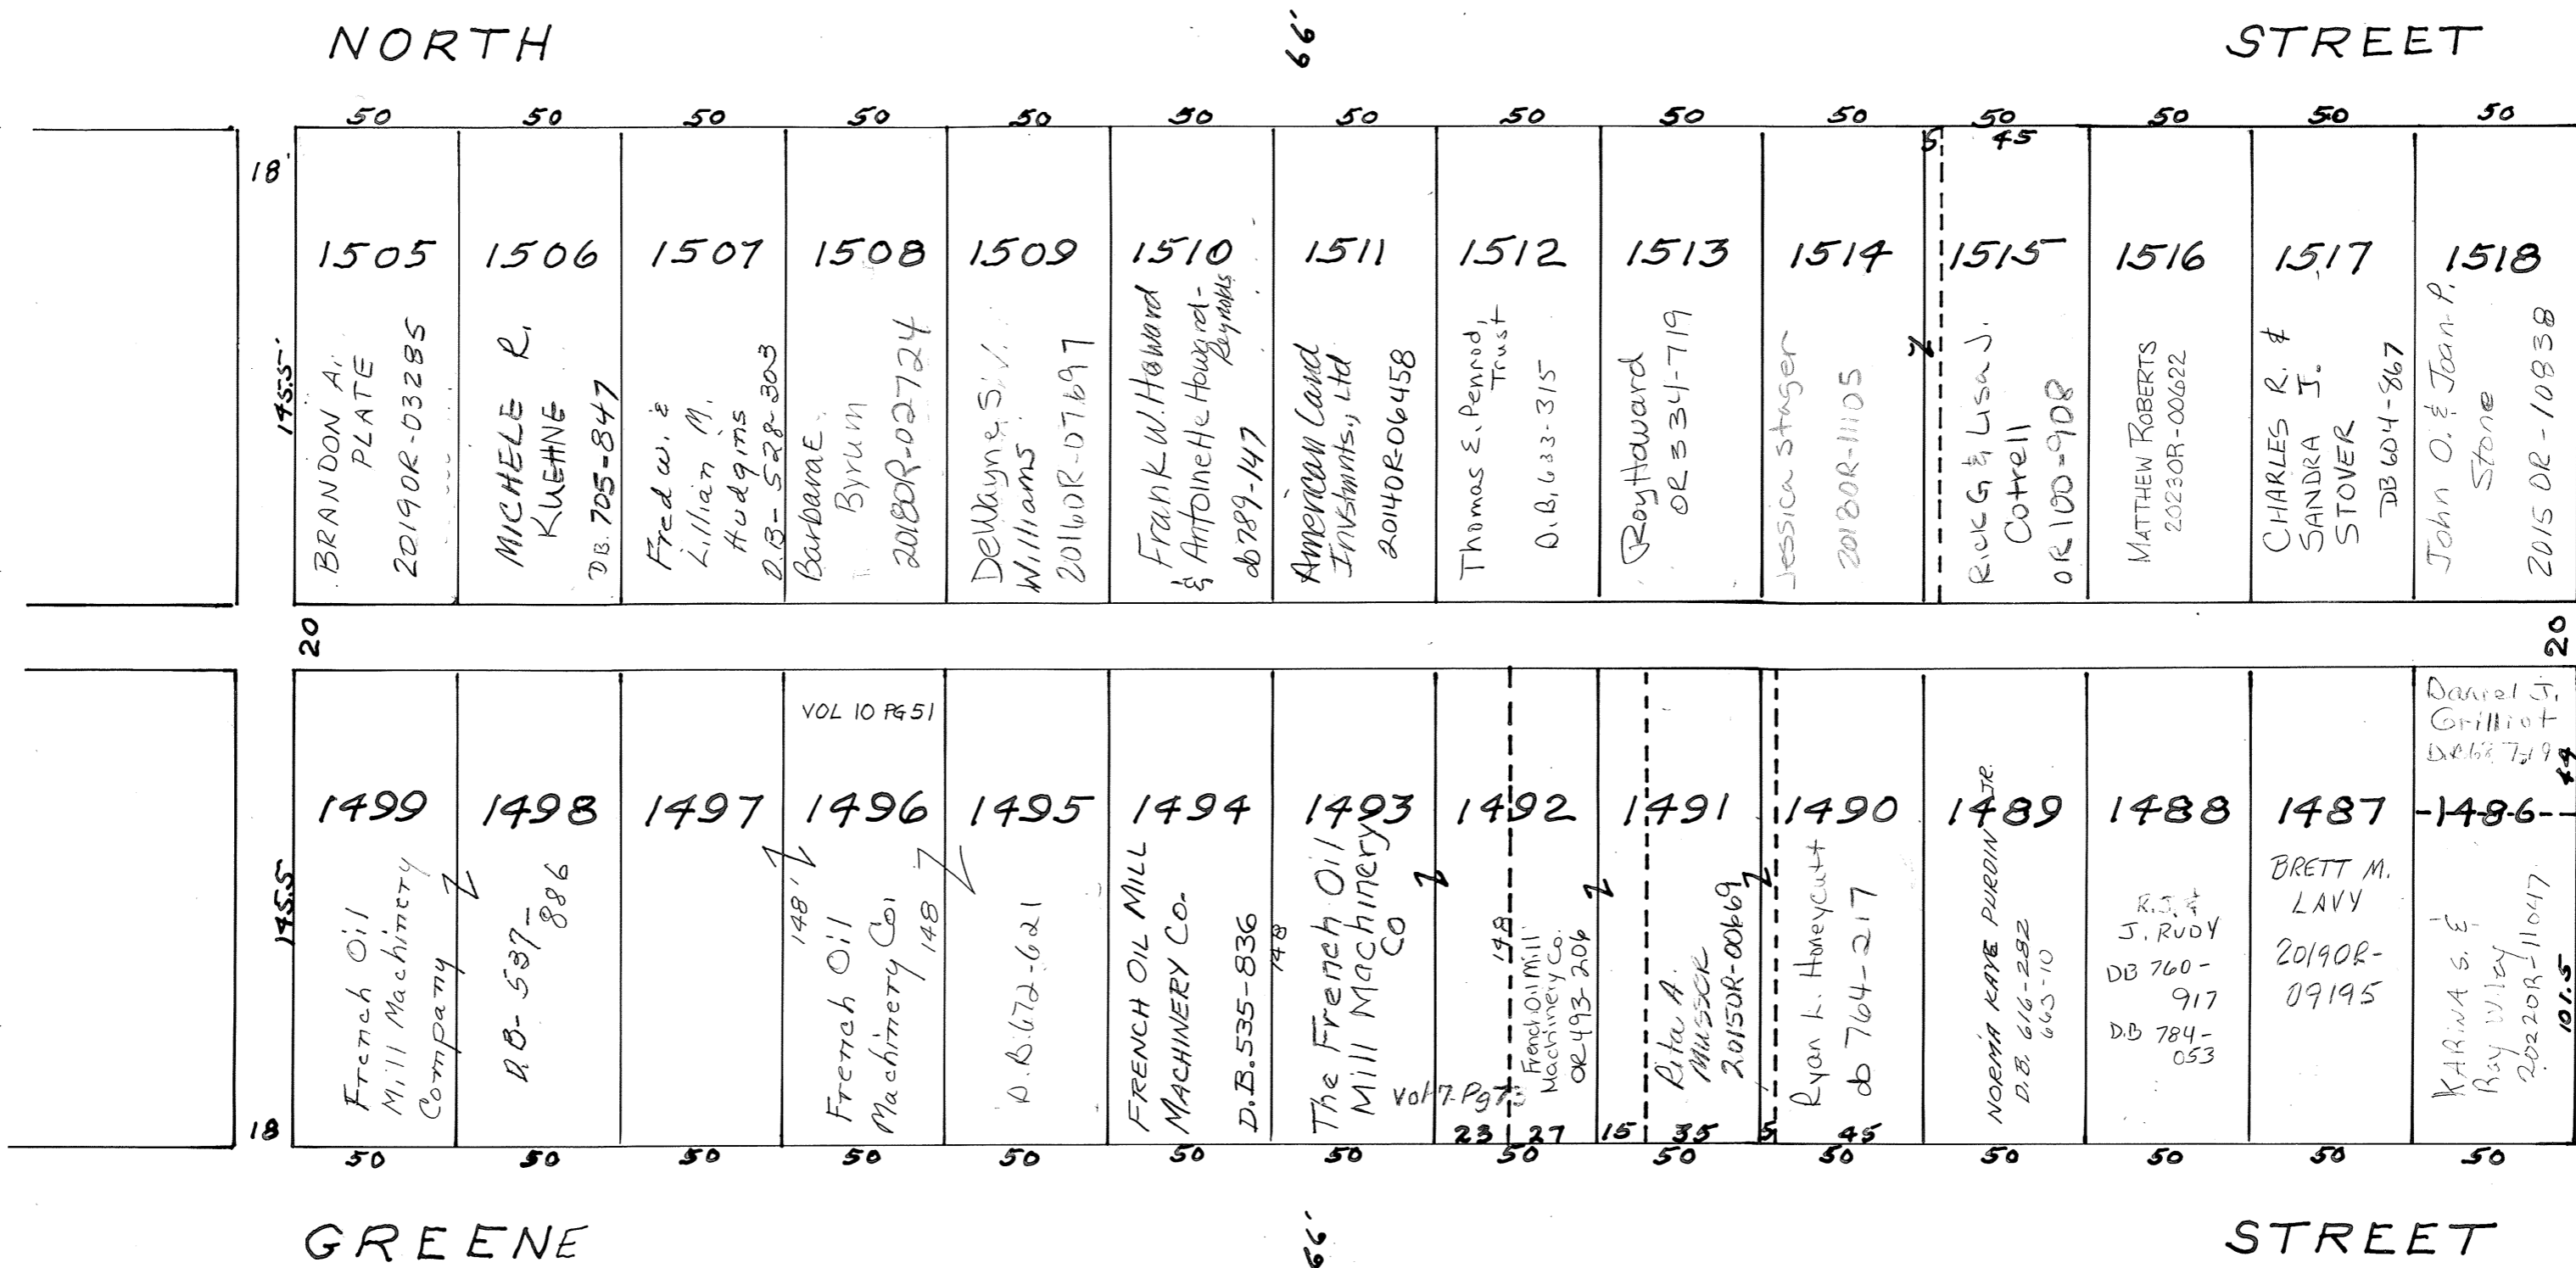 NORTH 66' STREET
50 50 50 50 50 50 50 50 50 50 50 50 50 50
5 45
18'
145.5'
1505 1506 1507 1508 1509 1510 1511 1512 1513 1514 1515 1516 1517 1518
BRANDON A.
PLATE
2019OR-03285
MICHELE R.
KUEHNE
D.B. 705-847
Fred W. &
Lillian M.
Hudgins
D.B- 528-303
Barbara E.
Byrum
2018OR-02724
DeWayne S.
Williams
2016OR-07697
Frank W. Howard
& Antoinette Howard-
Reynolds
db789-147
American Land
Invstmnts., Ltd
2014OR-06458
Thomas E. Penrod,
Trust
D.B. 633-315
Roy Howard
OR 334-719
Jessica Stager
2013OR-11105
Rick G & Lisa J.
Cotrell
OR 100-908
MATTHEW ROBERTS
2023OR-00622
CHARLES R. &
SANDRA J.
STOVER
DB 604-867
John O. & Joan P.
Stone
2015 OR-10838
20 20
1499 1498 1497 1496 1495 1494 1493 1492 1491 1490 1489 1488 1487 1486
145.5
18
French Oil
Mill Machinery
Company
D.B- 537-
886
VOL 10 PG 51
148'
French Oil
Machinery Co.
148
D.B. 672-621
FRENCH OIL MILL
MACHINERY Co.
D.B. 535-836
148
The French Oil
Mill Machinery
Co
Vol 7 Pg
148
French Oil Mill
Machinery Co.
OR 493-206
Rita A.
Musser
2015OR-00669
Ryan L. Honeycutt
db 764-217
NORMA KAYE PURDIN JR.
D.B. 616-282
663-10
J. RUDY
DB 760-
917
D.B 784-
053
BRETT M.
LAVY
2019OR-
09195
Daniel J.
Grilliot
44
KARINA S. &
Ray Wiley
2022OR-11047
101.5
23 27 15 35 5 45
50 50 50 50 50 50 50 50 50 50 50 50 50 50
GREENE 66' STREET